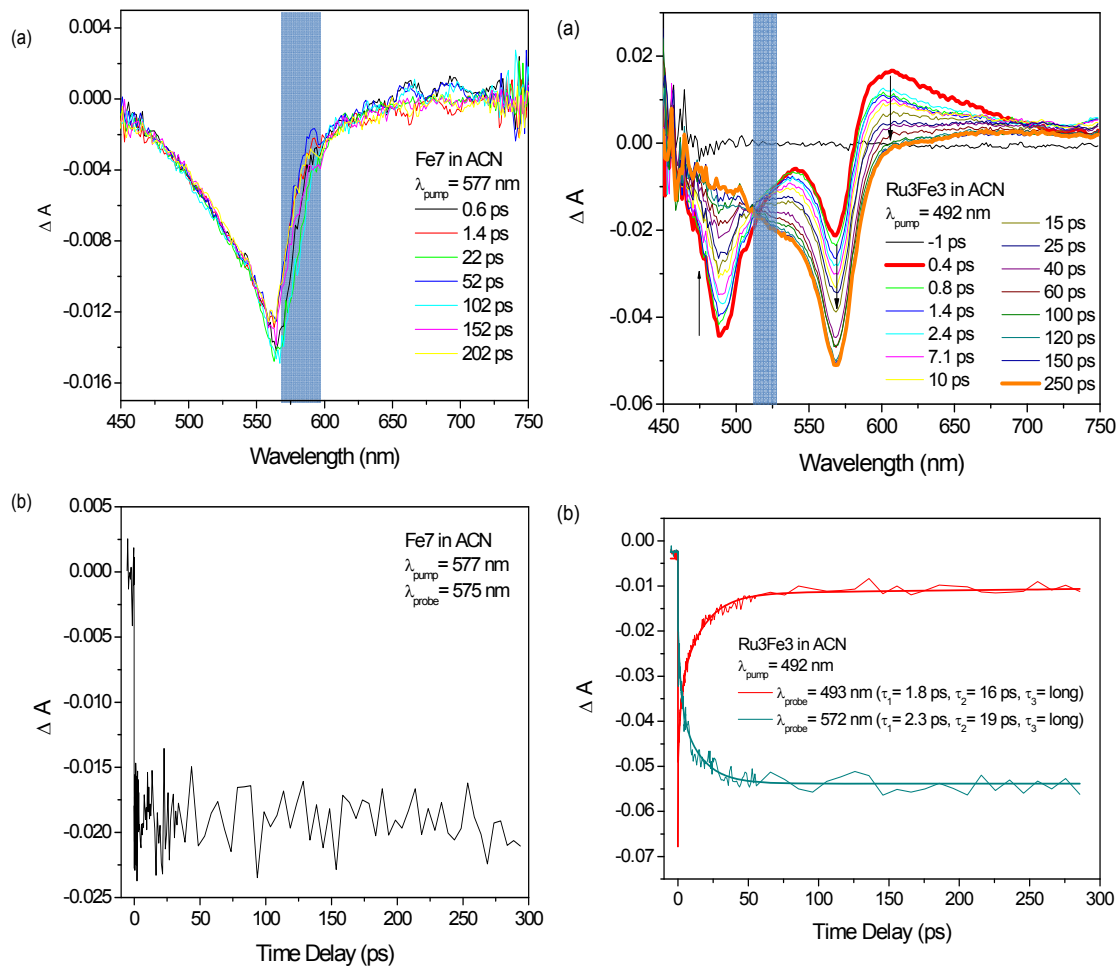 (a)
0.004
0.000
-0.004
-0.008
-0.012
-0.016
Δ A
Fe7 in ACN
λpump = 577 nm
0.6 ps
1.4 ps
22 ps
52 ps
102 ps
152 ps
202 ps
450 500 550 600 650 700 750
Wavelength (nm)
(a)
0.02
0.00
-0.02
-0.04
-0.06
Δ A
Ru3Fe3 in ACN
λpump = 492 nm
-1 ps
0.4 ps
0.8 ps
1.4 ps
2.4 ps
7.1 ps
10 ps
15 ps
25 ps
40 ps
60 ps
100 ps
120 ps
150 ps
250 ps
450 500 550 600 650 700 750
Wavelength (nm)
(b)
0.005
0.000
-0.005
-0.010
-0.015
-0.020
-0.025
Δ A
Fe7 in ACN
λpump = 577 nm
λprobe = 575 nm
0 50 100 150 200 250 300
Time Delay (ps)
(b)
0.00
-0.01
-0.02
-0.03
-0.04
-0.05
-0.06
-0.07
Δ A
Ru3Fe3 in ACN
λpump = 492 nm
λprobe = 493 nm (τ1 = 1.8 ps, τ2 = 16 ps, τ3 = long)
λprobe = 572 nm (τ1 = 2.3 ps, τ2 = 19 ps, τ3 = long)
0 50 100 150 200 250 300
Time Delay (ps)